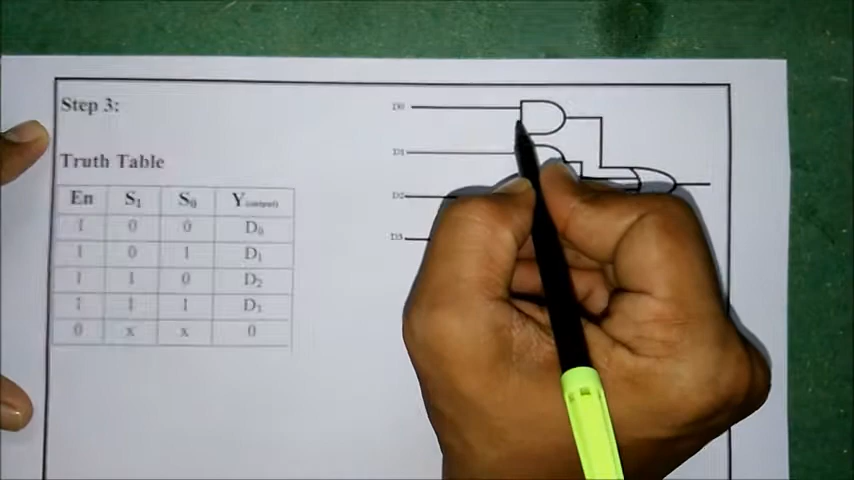 Step 3:
Truth Table
En S1 S0 Y (output)
1 0 0 D0
1 0 1 D1
1 1 0 D2
1 1 1 D3
0 x x 0
D0
D1
D2
D3